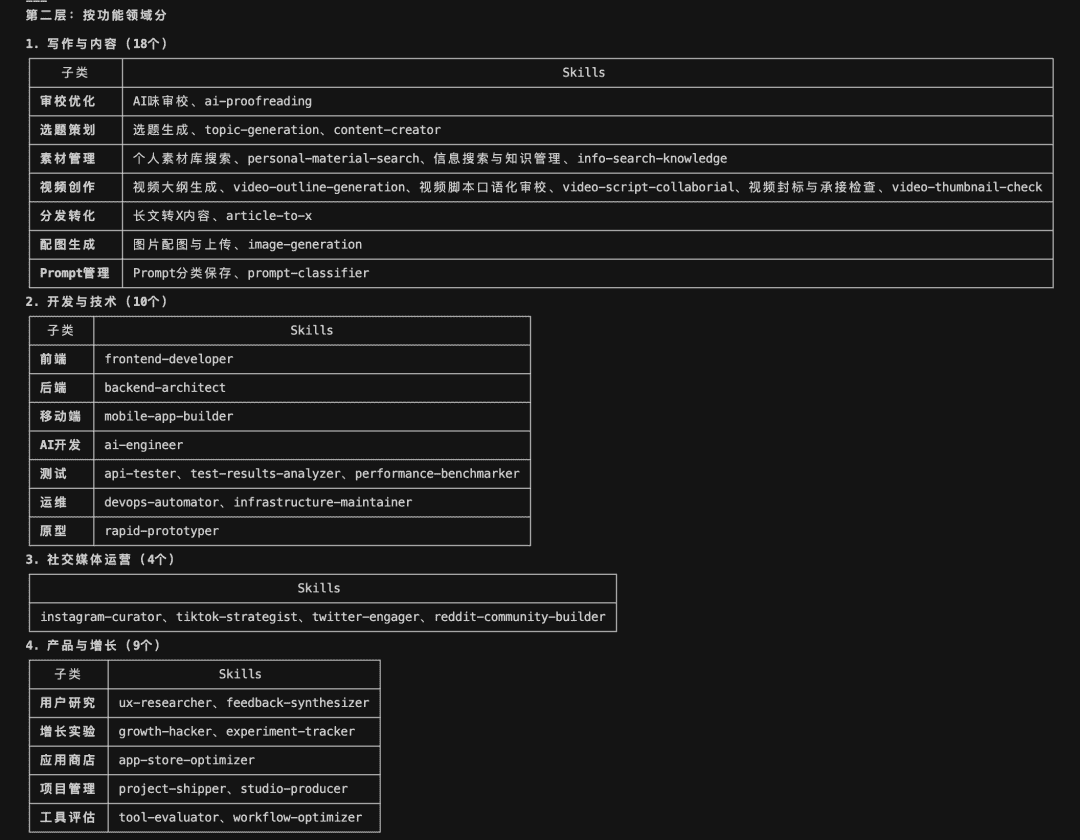 第二层：按功能领域分
1. 写作与内容（18个）
子类 Skills
审校优化 AI味审校、ai-proofreading
选题策划 选题生成、topic-generation、content-creator
素材管理 个人素材库搜索、personal-material-search、信息搜索与知识管理、info-search-knowledge
视频创作 视频大纲生成、video-outline-generation、视频脚本口语化审校、video-script-collaborial、视频封标与承接检查、video-thumbnail-check
分发转化 长文转X内容、article-to-x
配图生成 图片配图与上传、image-generation
Prompt管理 Prompt分类保存、prompt-classifier
2. 开发与技术（10个）
子类 Skills
前端 frontend-developer
后端 backend-architect
移动端 mobile-app-builder
AI开发 ai-engineer
测试 api-tester、test-results-analyzer、performance-benchmarker
运维 devops-automator、infrastructure-maintainer
原型 rapid-prototyper
3. 社交媒体运营（4个）
Skills
instagram-curator、tiktok-strategist、twitter-engager、reddit-community-builder
4. 产品与增长（9个）
子类 Skills
用户研究 ux-researcher、feedback-synthesizer
增长实验 growth-hacker、experiment-tracker
应用商店 app-store-optimizer
项目管理 project-shipper、studio-producer
工具评估 tool-evaluator、workflow-optimizer